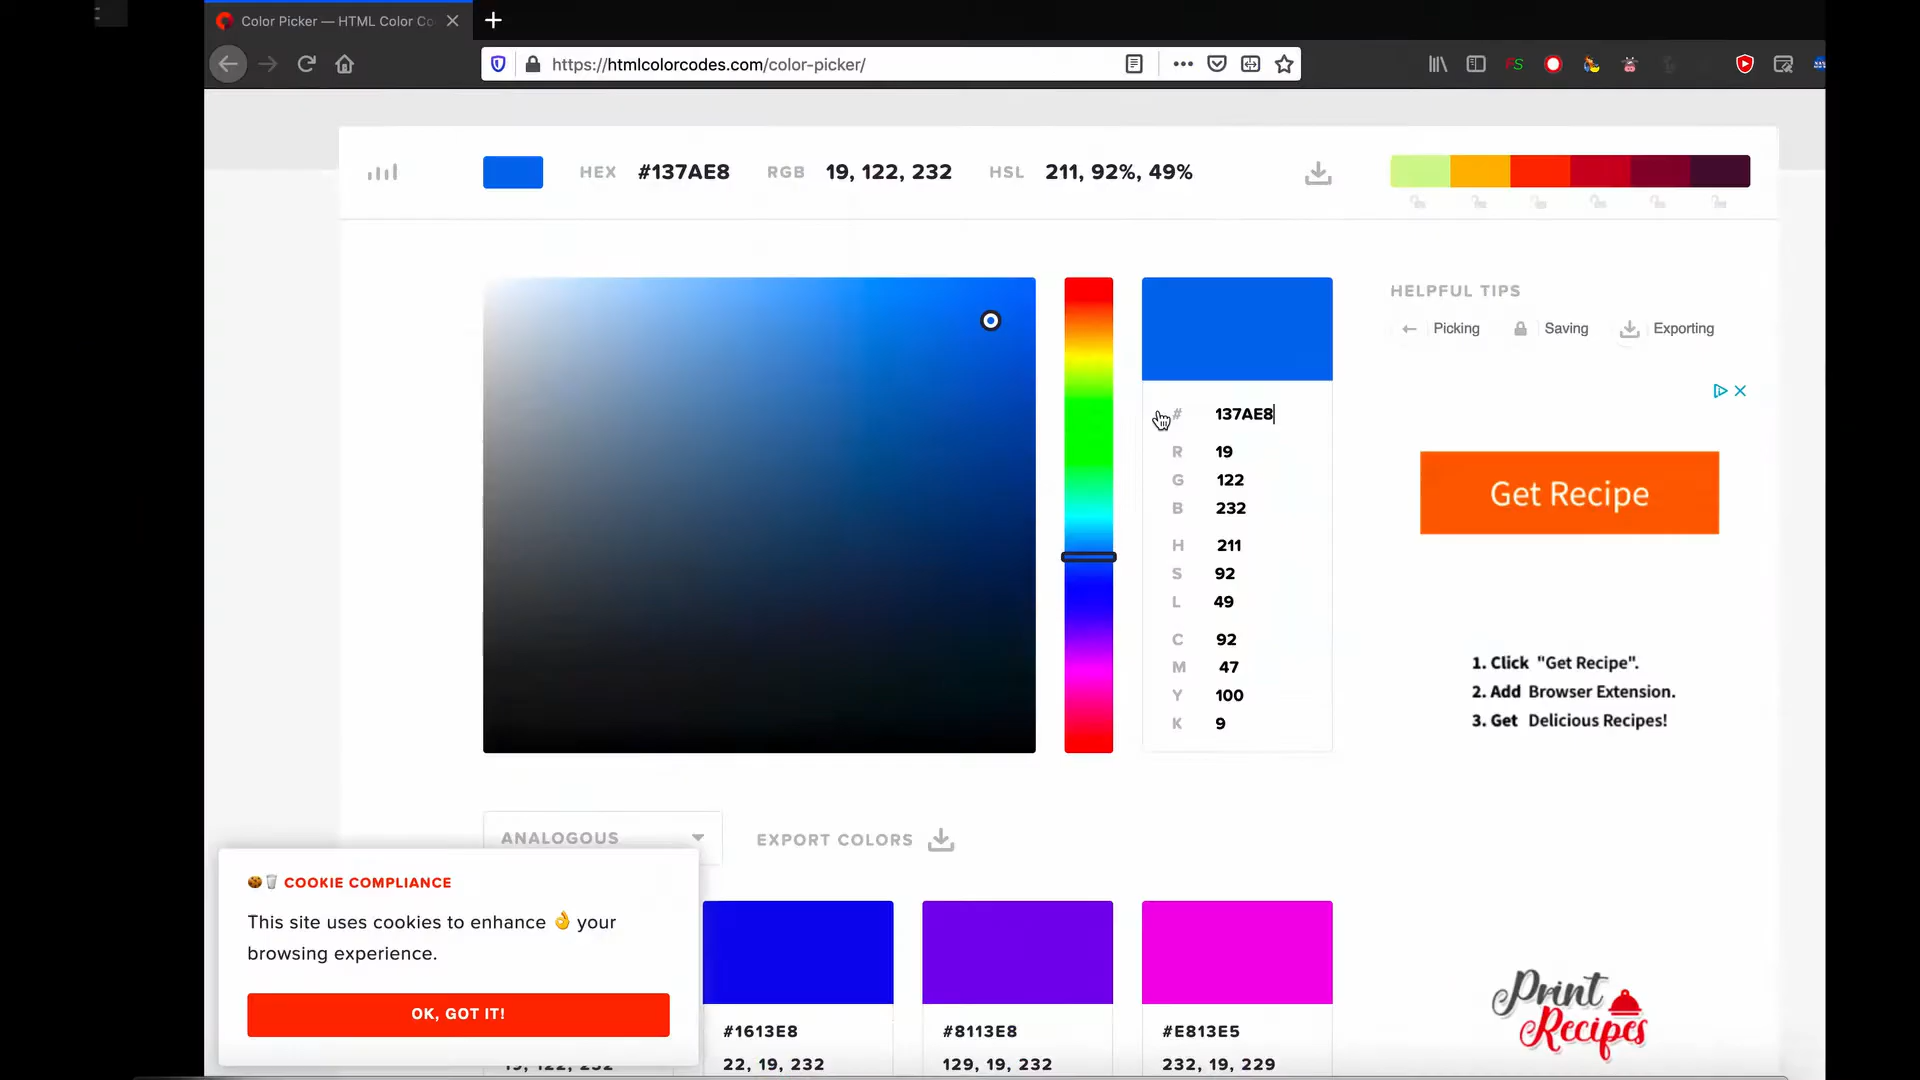 Color Picker — HTML Color Co
https://htmlcolorcodes.com/color-picker/
HEX #137AE8 RGB 19, 122, 232 HSL 211, 92%, 49%
HELPFUL TIPS
Picking Saving Exporting
# 137AE8
R 19
G 122
B 232
H 211
S 92
L 49
C 92
M 47
Y 100
K 9
Get Recipe
1. Click "Get Recipe".
2. Add Browser Extension.
3. Get Delicious Recipes!
ANALOGOUS
EXPORT COLORS
COOKIE COMPLIANCE
This site uses cookies to enhance 👌 your
browsing experience.
OK, GOT IT!
#1613E8
22, 19, 232
#8113E8
129, 19, 232
#E813E5
232, 19, 229
19, 122, 232
Print
Recipes